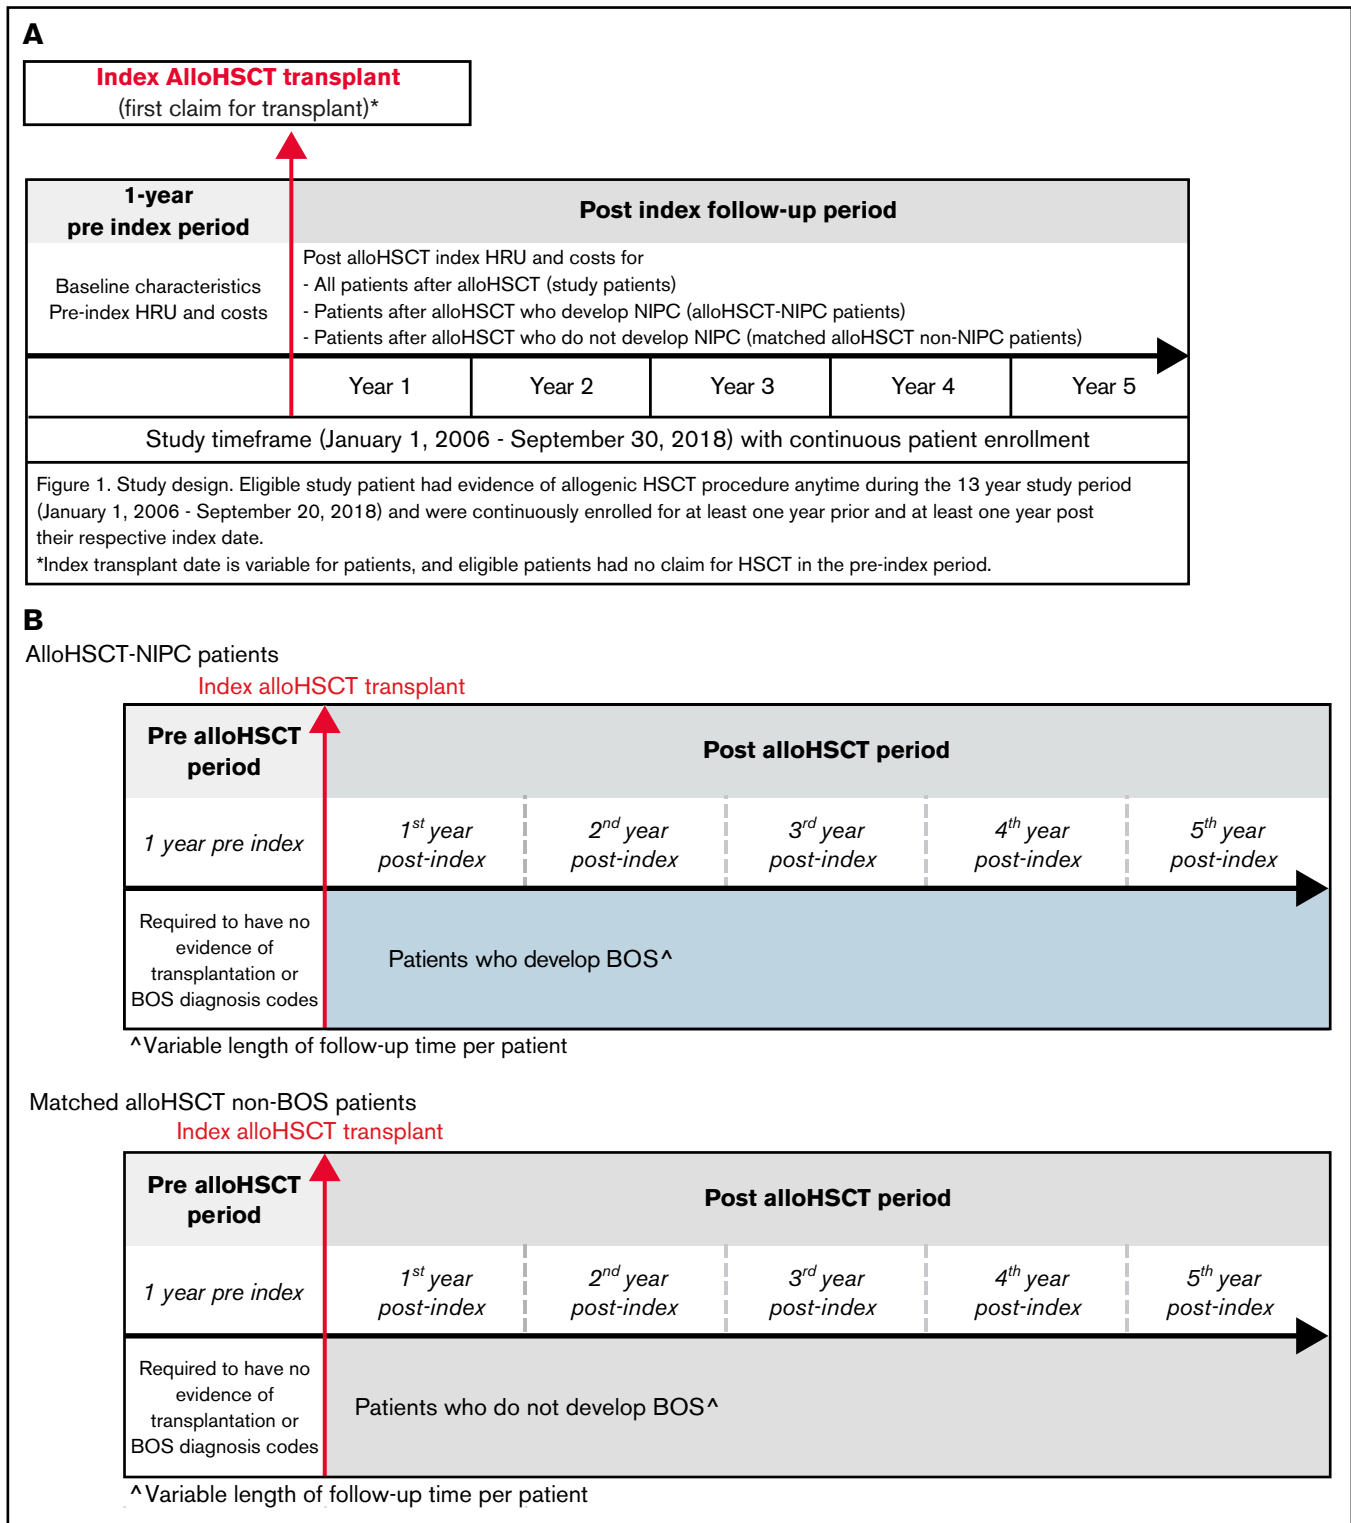 A
Index AlloHSCT transplant
(first claim for transplant)*
1-year
pre index period
Post index follow-up period
Baseline characteristics
Pre-index HRU and costs
Post alloHSCT index HRU and costs for
- All patients after alloHSCT (study patients)
- Patients after alloHSCT who develop NIPC (alloHSCT-NIPC patients)
- Patients after alloHSCT who do not develop NIPC (matched alloHSCT non-NIPC patients)
Year 1 Year 2 Year 3 Year 4 Year 5
Study timeframe (January 1, 2006 - September 30, 2018) with continuous patient enrollment
Figure 1. Study design. Eligible study patient had evidence of allogenic HSCT procedure anytime during the 13 year study period
(January 1, 2006 - September 20, 2018) and were continuously enrolled for at least one year prior and at least one year post
their respective index date.
*Index transplant date is variable for patients, and eligible patients had no claim for HSCT in the pre-index period.
B
AlloHSCT-NIPC patients
Index alloHSCT transplant
Pre alloHSCT
period
Post alloHSCT period
1 year pre index
1st year
post-index
2nd year
post-index
3rd year
post-index
4th year
post-index
5th year
post-index
Required to have no
evidence of
transplantation or
BOS diagnosis codes
Patients who develop BOS^
^Variable length of follow-up time per patient
Matched alloHSCT non-BOS patients
Index alloHSCT transplant
Pre alloHSCT
period
Post alloHSCT period
1 year pre index
1st year
post-index
2nd year
post-index
3rd year
post-index
4th year
post-index
5th year
post-index
Required to have no
evidence of
transplantation or
BOS diagnosis codes
Patients who do not develop BOS^
^Variable length of follow-up time per patient